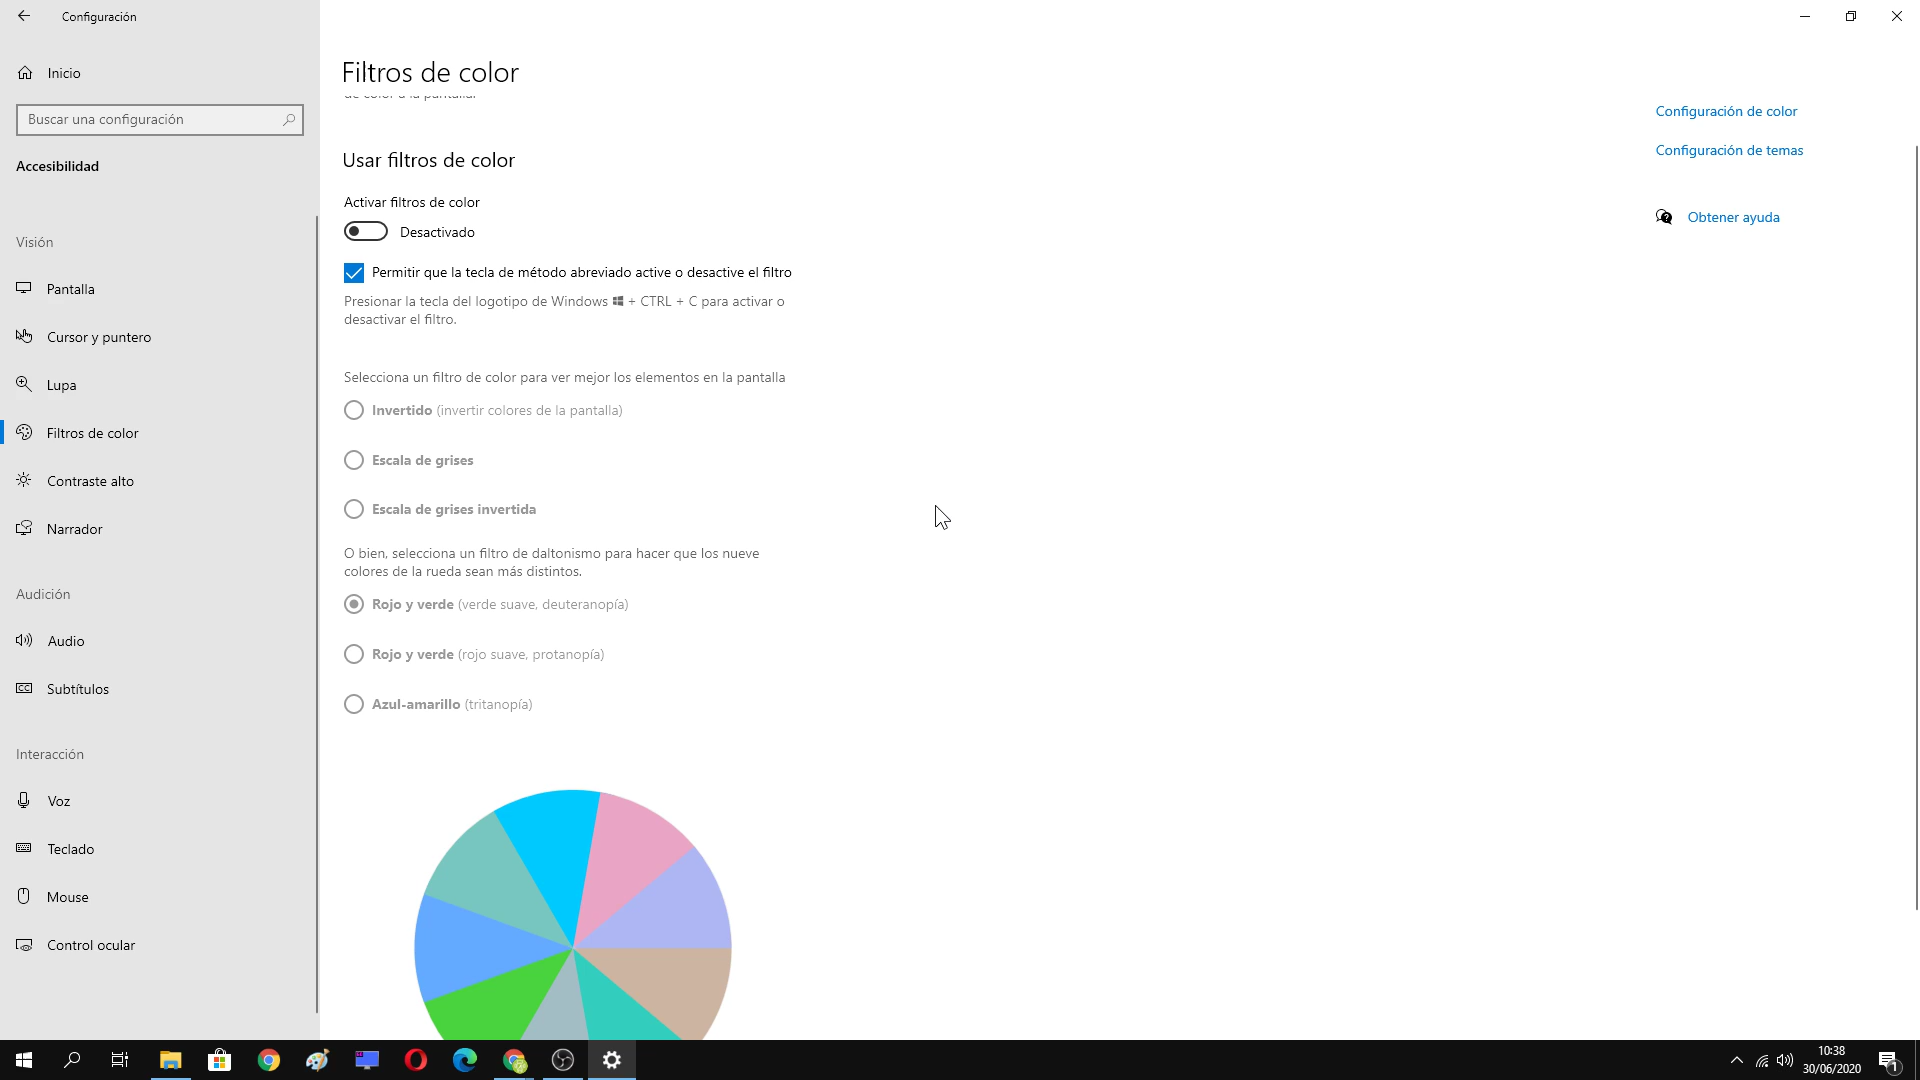 Configuración
Inicio
Buscar una configuración
Accesibilidad
Visión
Pantalla
Cursor y puntero
Lupa
Filtros de color
Contraste alto
Narrador
Audición
Audio
Subtítulos
Interacción
Voz
Teclado
Mouse
Control ocular
Filtros de color
de color a la pantalla.
Usar filtros de color
Activar filtros de color
Desactivado
Permitir que la tecla de método abreviado active o desactive el filtro
Presionar la tecla del logotipo de Windows + CTRL + C para activar o
desactivar el filtro.
Selecciona un filtro de color para ver mejor los elementos en la pantalla
Invertido (invertir colores de la pantalla)
Escala de grises
Escala de grises invertida
O bien, selecciona un filtro de daltonismo para hacer que los nueve
colores de la rueda sean más distintos.
Rojo y verde (verde suave, deuteranopía)
Rojo y verde (rojo suave, protanopía)
Azul-amarillo (tritanopía)
Configuración de color
Configuración de temas
Obtener ayuda
10:38
30/06/2020
1